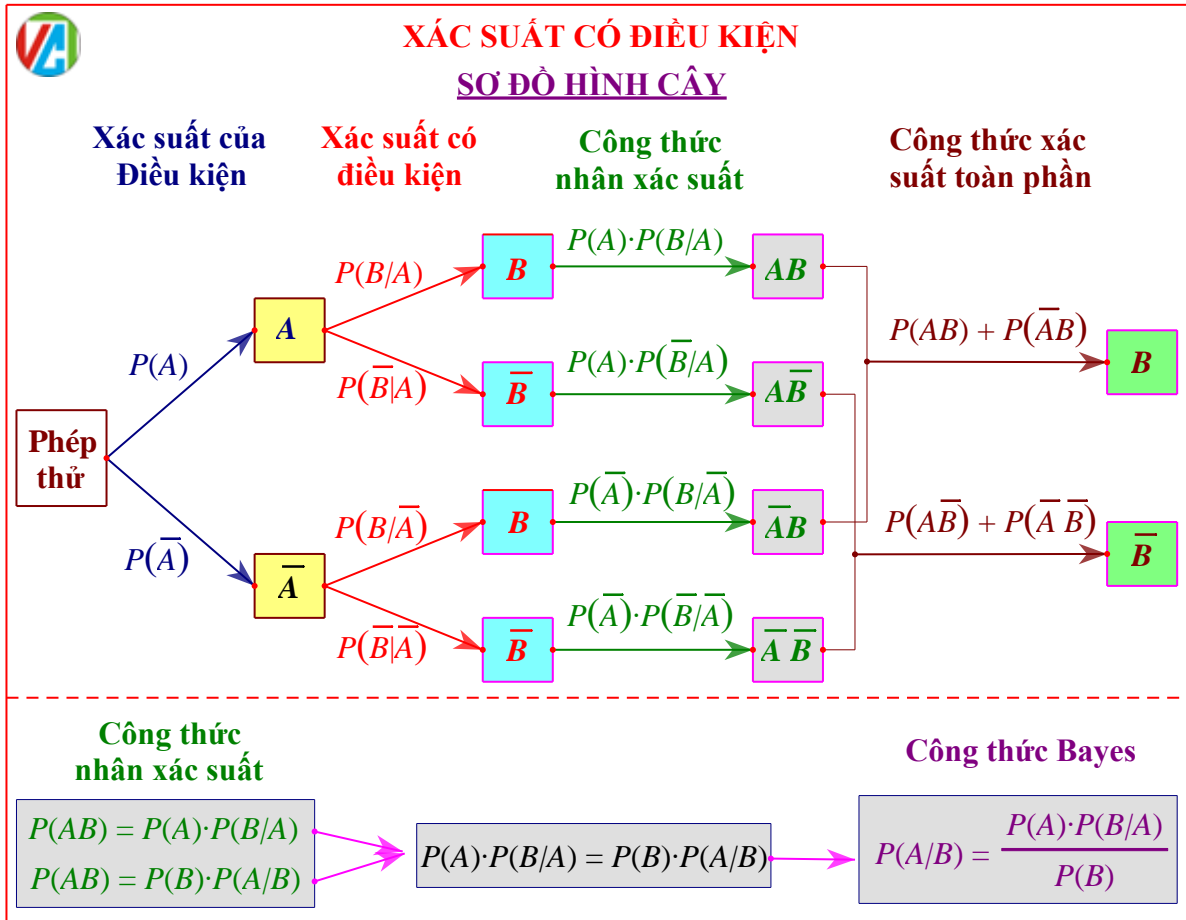 XÁC SUẤT CÓ ĐIỀU KIỆN
SƠ ĐỒ HÌNH CÂY
Xác suất của
Điều kiện
Xác suất có
điều kiện
Công thức
nhân xác suất
Công thức xác
suất toàn phần
Phép
thử
P(A)
P(A̅)
A
A̅
P(B/A)
P(B̅|A)
P(B/A̅)
P(B̅|A̅)
B
B̅
B
B̅
P(A)·P(B/A)
P(A)·P(B̅/A)
P(A̅)·P(B/A̅)
P(A̅)·P(B̅/A̅)
AB
AB̅
A̅B
A̅ B̅
P(AB) + P(A̅B)
P(AB̅) + P(A̅ B̅)
B
B̅
Công thức
nhân xác suất
P(AB) = P(A)·P(B/A)
P(AB) = P(B)·P(A/B)
P(A)·P(B/A) = P(B)·P(A/B)
Công thức Bayes
P(A/B) = P(A)·P(B/A) / P(B)